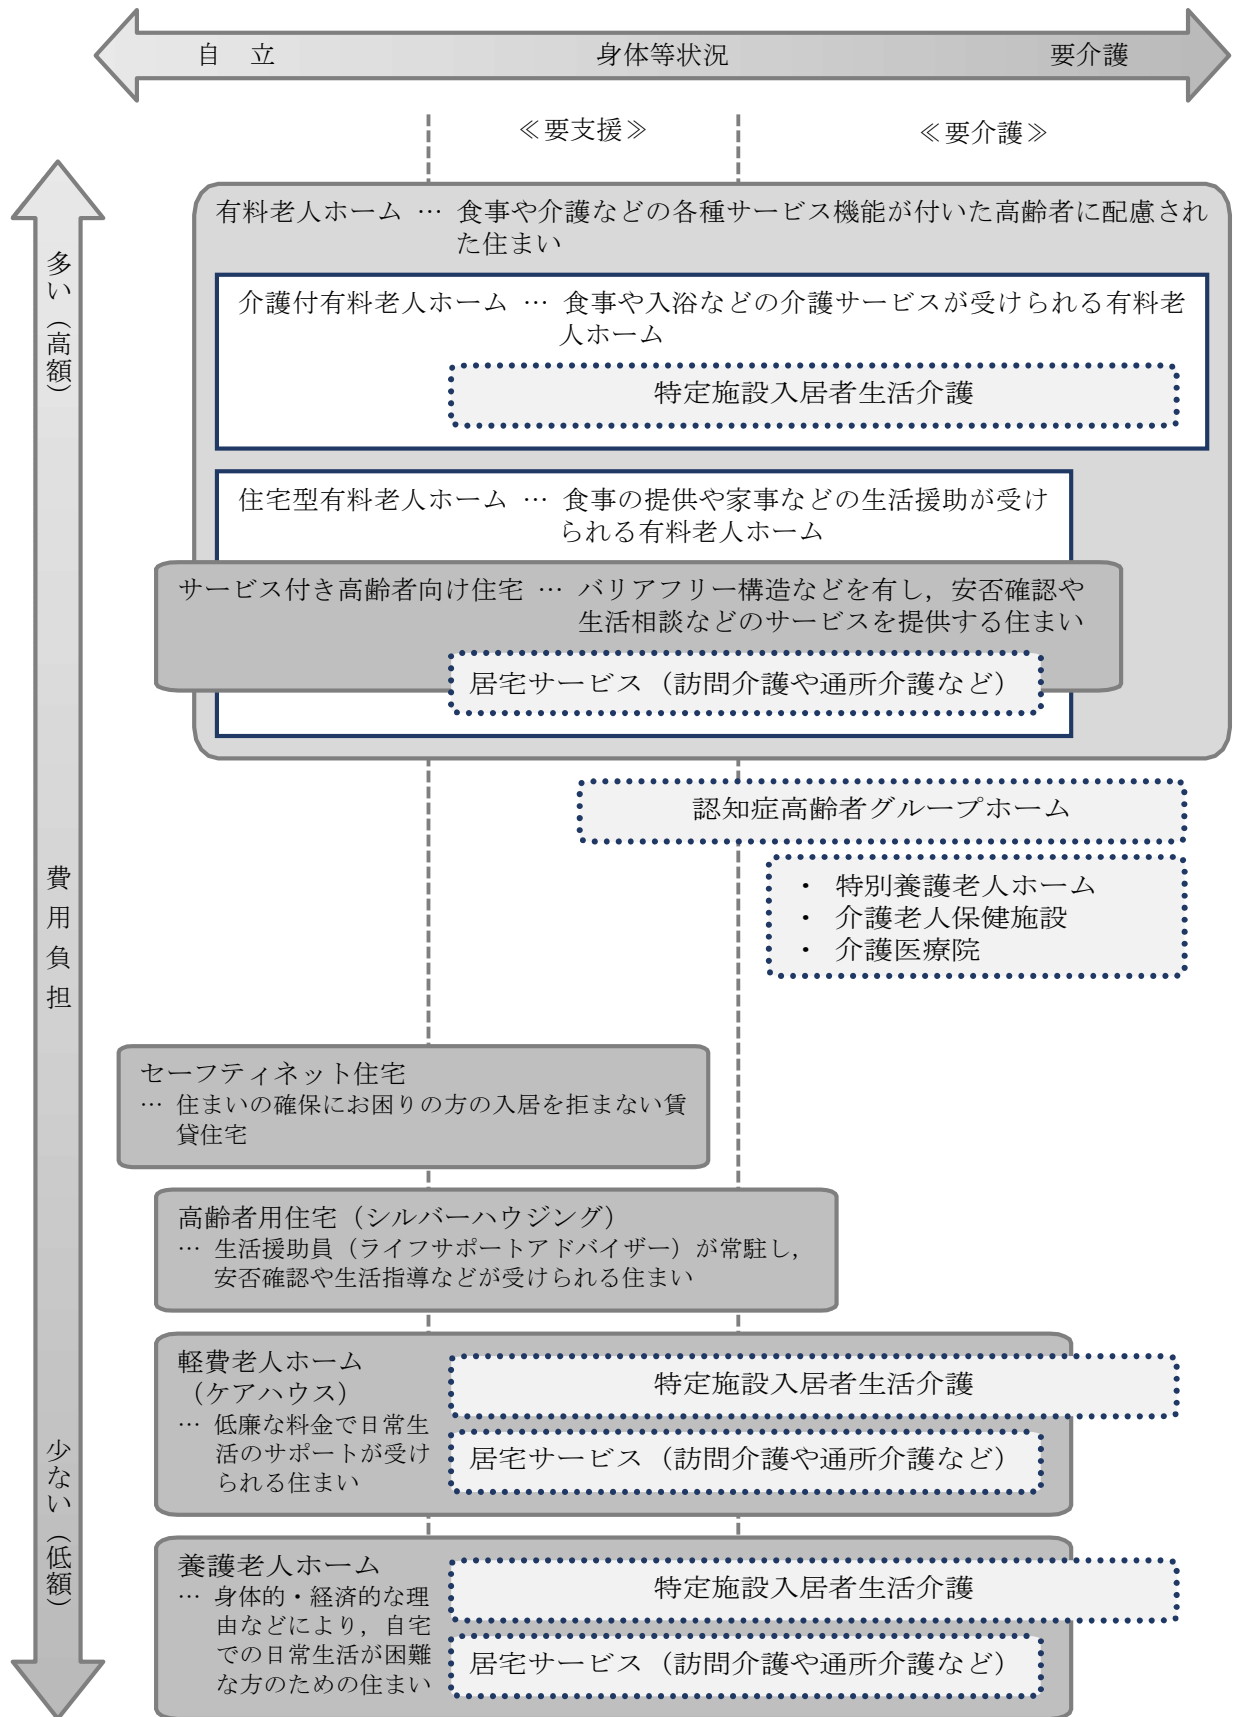 自　立　身体等状況　要介護
≪要支援≫　≪要介護≫
多い（高額）
費用負担
少ない（低額）
有料老人ホーム … 食事や介護などの各種サービス機能が付いた高齢者に配慮され
た住まい
介護付有料老人ホーム … 食事や入浴などの介護サービスが受けられる有料老
人ホーム
特定施設入居者生活介護
住宅型有料老人ホーム … 食事の提供や家事などの生活援助が受け
られる有料老人ホーム
サービス付き高齢者向け住宅 … バリアフリー構造などを有し，安否確認や
生活相談などのサービスを提供する住まい
居宅サービス（訪問介護や通所介護など）
認知症高齢者グループホーム
・ 特別養護老人ホーム
・ 介護老人保健施設
・ 介護医療院
セーフティネット住宅
… 住まいの確保にお困りの方の入居を拒まない賃
貸住宅
高齢者用住宅（シルバーハウジング）
… 生活援助員（ライフサポートアドバイザー）が常駐し，
安否確認や生活指導などが受けられる住まい
軽費老人ホーム
（ケアハウス）
… 低廉な料金で日常生
活のサポートが受け
られる住まい
特定施設入居者生活介護
居宅サービス（訪問介護や通所介護など）
養護老人ホーム
… 身体的・経済的な理
由などにより，自宅
での日常生活が困難
な方のための住まい
特定施設入居者生活介護
居宅サービス（訪問介護や通所介護など）